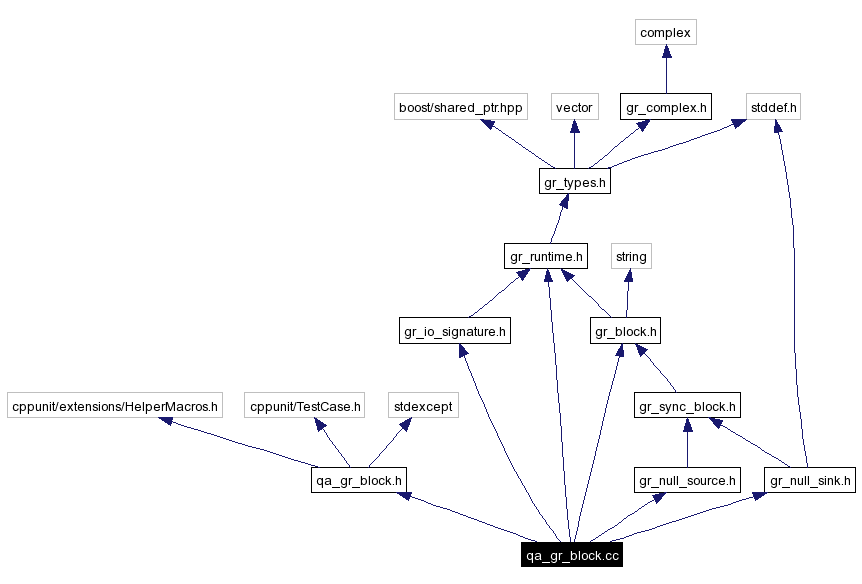 complex
boost/shared_ptr.hpp
vector
gr_complex.h
stddef.h
gr_types.h
gr_runtime.h
string
gr_io_signature.h
gr_block.h
cppunit/extensions/HelperMacros.h
cppunit/TestCase.h
stdexcept
gr_sync_block.h
qa_gr_block.h
gr_null_source.h
gr_null_sink.h
qa_gr_block.cc